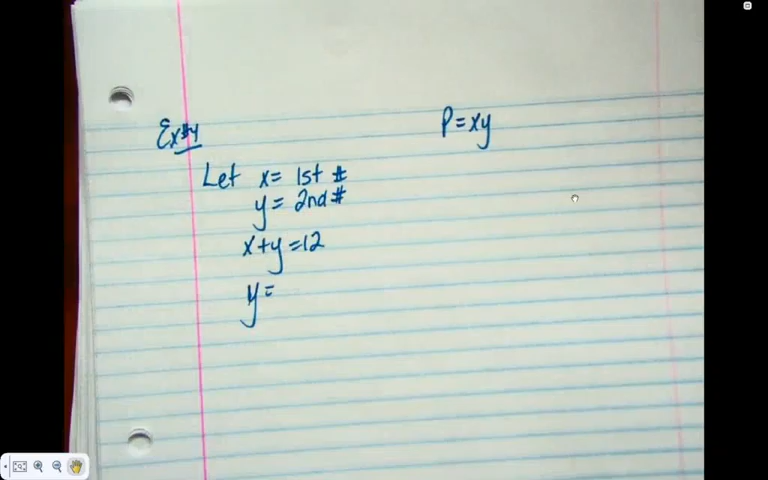 Ex#4
P=xy
Let x= 1st #
y= 2nd #
x+y=12
y=